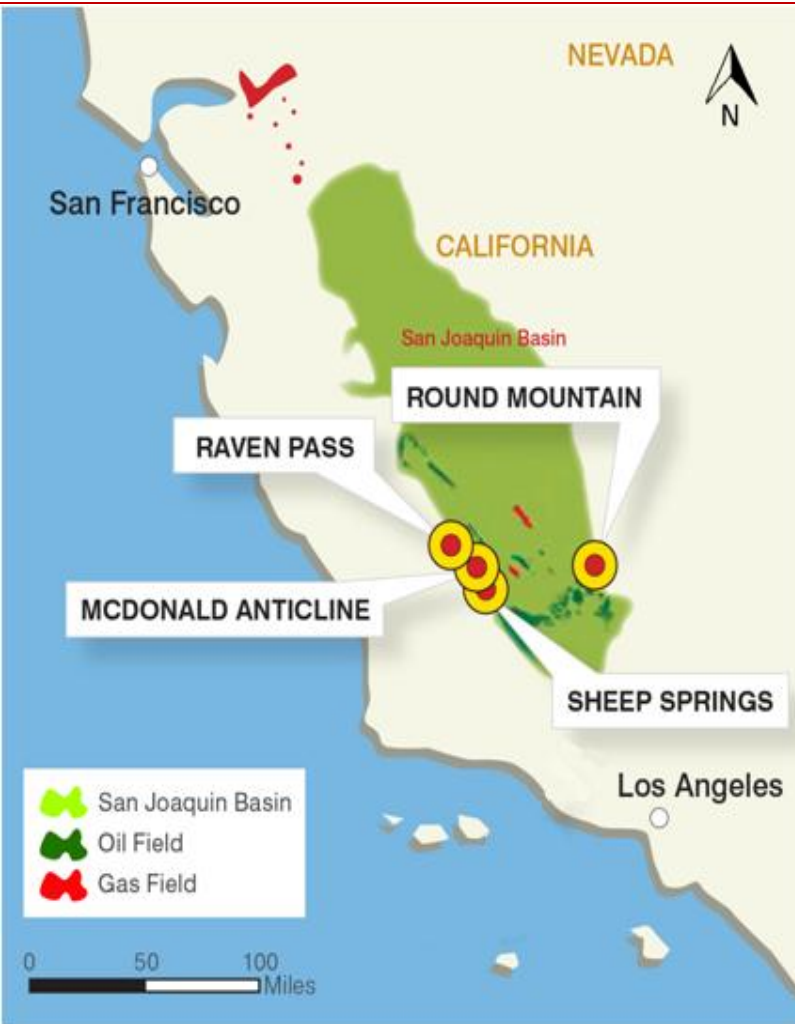 NEVADA
N
San Francisco
CALIFORNIA
San Joaquin Basin
ROUND MOUNTAIN
RAVEN PASS
MCDONALD ANTICLINE
SHEEP SPRINGS
Los Angeles
San Joaquin Basin
Oil Field
Gas Field
0 50 100
Miles